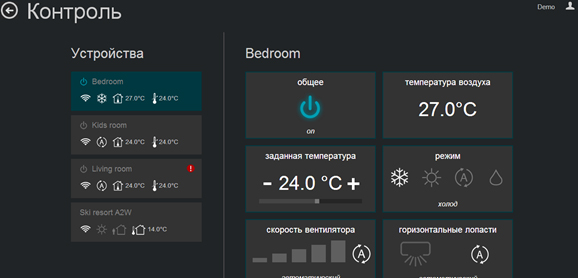 Контроль
Demo
Устройства
Bedroom
27.0°C
24.0°C
Kids room
24.0°C
24.0°C
Living room
24.0°C
24.0°C
Ski resort A2W
14.0°C
Bedroom
общее
on
температура воздуха
27.0°C
заданная температура
- 24.0 °C +
режим
A
холод
скорость вентилятора
A
автоматический
горизонтальные лопасти
A
автоматический